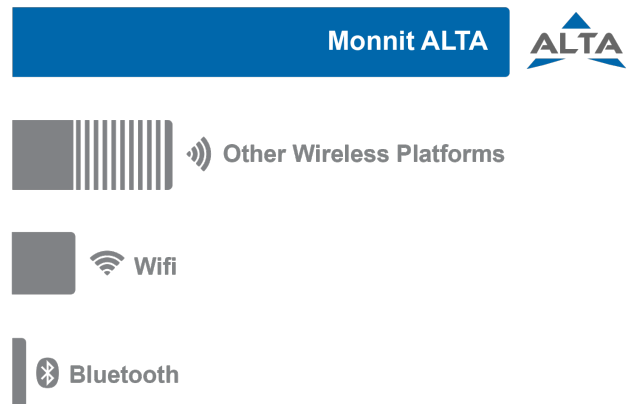 Monnit ALTA
ALTA
Other Wireless Platforms
Wifi
Bluetooth